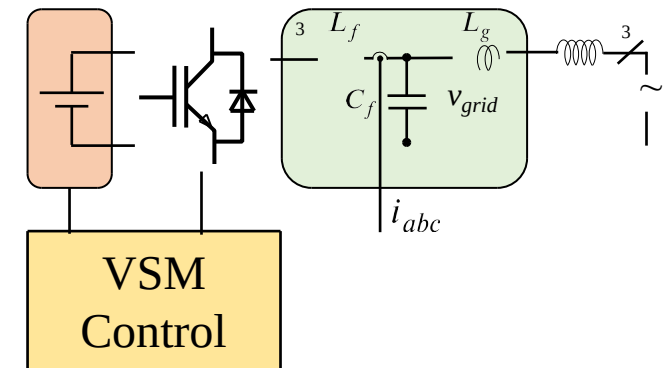 3
L_f
L_g
3
C_f
v_grid
~
i_abc
VSM
Control